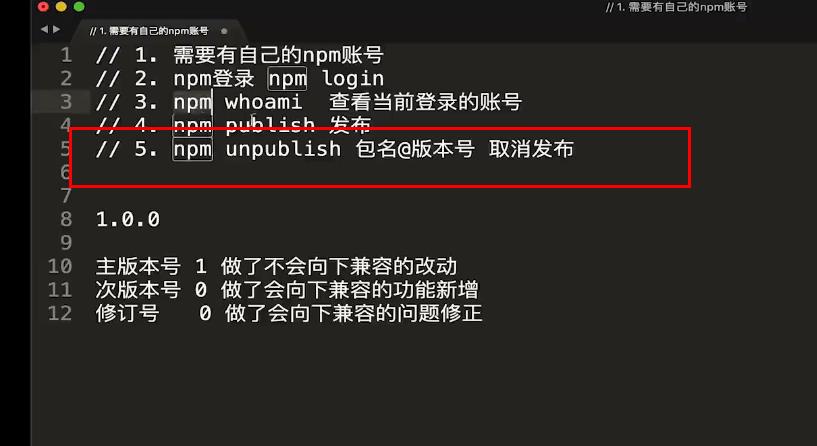 // 1. 需要有自己的npm账号
// 1. 需要有自己的npm账号
1 // 1. 需要有自己的npm账号
2 // 2. npm登录 npm login
3 // 3. npm whoami  查看当前登录的账号
4 // 4. npm publish 发布
5 // 5. npm unpublish 包名@版本号 取消发布
6
7
8 1.0.0
9
10 主版本号 1 做了不会向下兼容的改动
11 次版本号 0 做了会向下兼容的功能新增
12 修订号   0 做了会向下兼容的问题修正